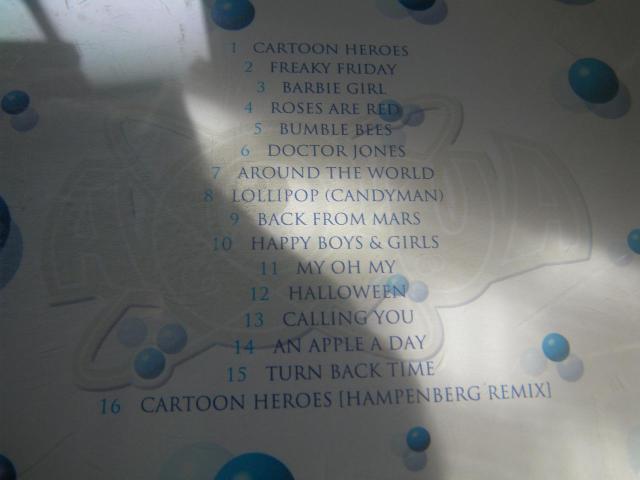 1 CARTOON HEROES
2 FREAKY FRIDAY
3 BARBIE GIRL
4 ROSES ARE RED
5 BUMBLE BEES
6 DOCTOR JONES
7 AROUND THE WORLD
8 LOLLIPOP (CANDYMAN)
9 BACK FROM MARS
10 HAPPY BOYS & GIRLS
11 MY OH MY
12 HALLOWEEN
13 CALLING YOU
14 AN APPLE A DAY
15 TURN BACK TIME
16 CARTOON HEROES [HAMPENBERG REMIX]